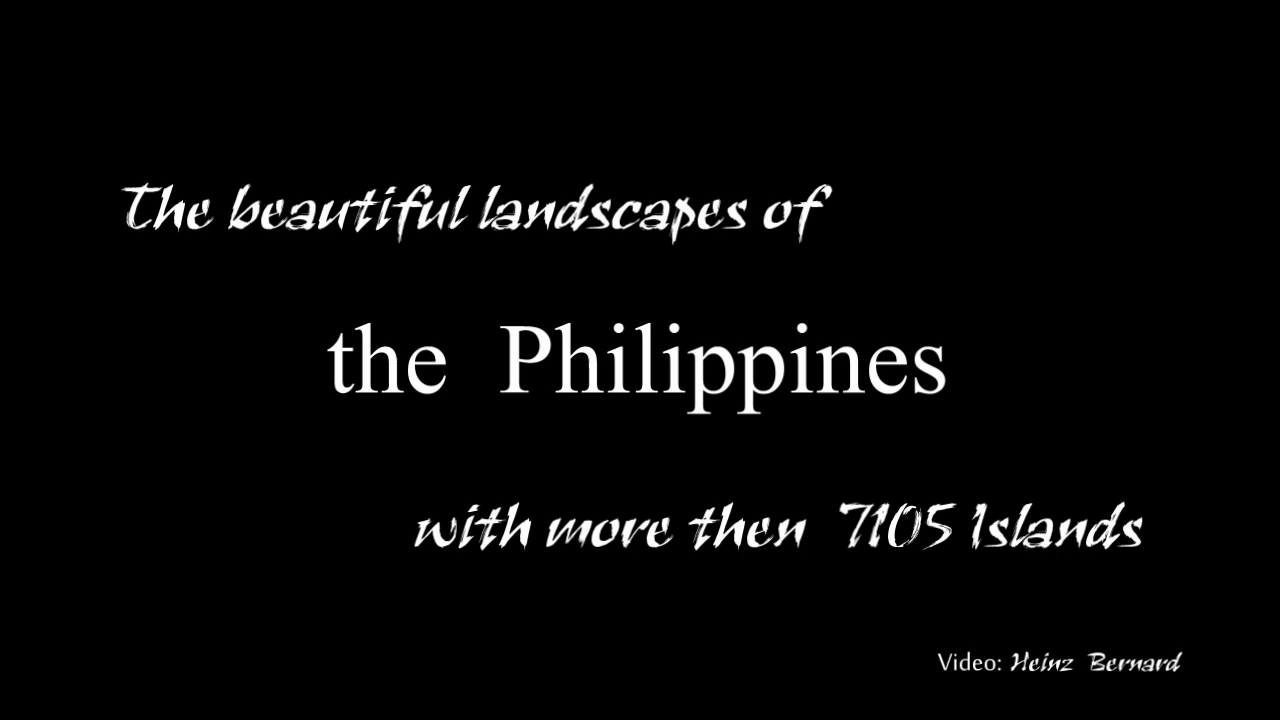 The beautiful landscapes of
the Philippines
with more then 7105 Islands
Video: Heinz Bernard